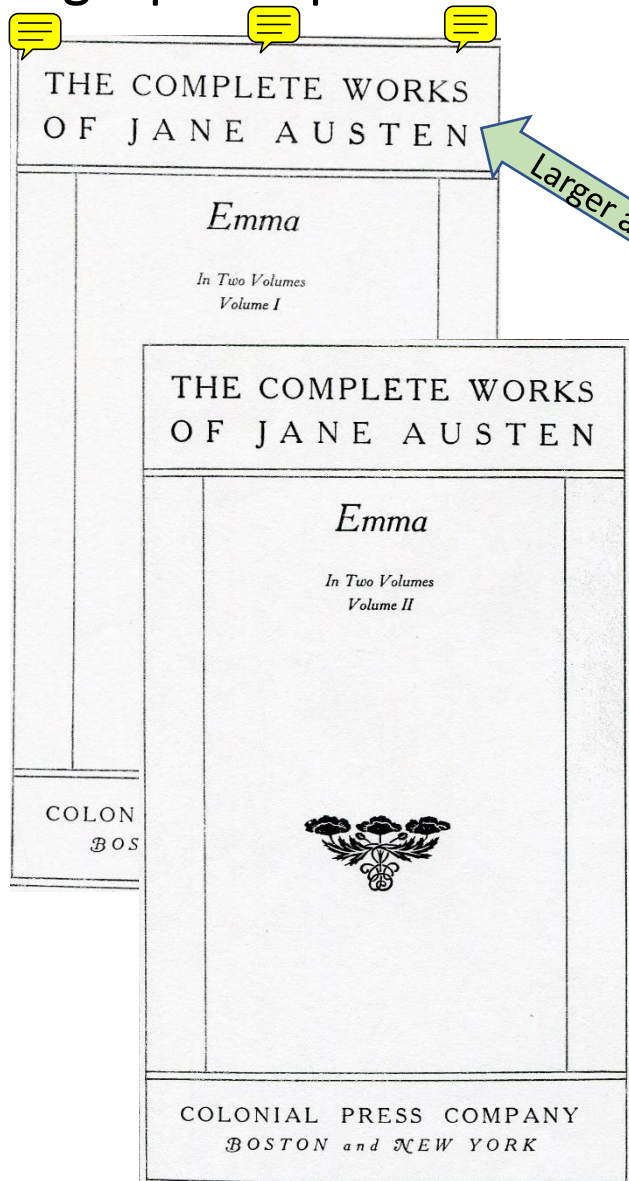 THE COMPLETE WORKS
OF JANE AUSTEN
Larger
Emma
In Two Volumes
Volume I
COLON
BOS
THE COMPLETE WORKS
OF JANE AUSTEN
Emma
In Two Volumes
Volume II
COLONIAL PRESS COMPANY
BOSTON and NEW YORK